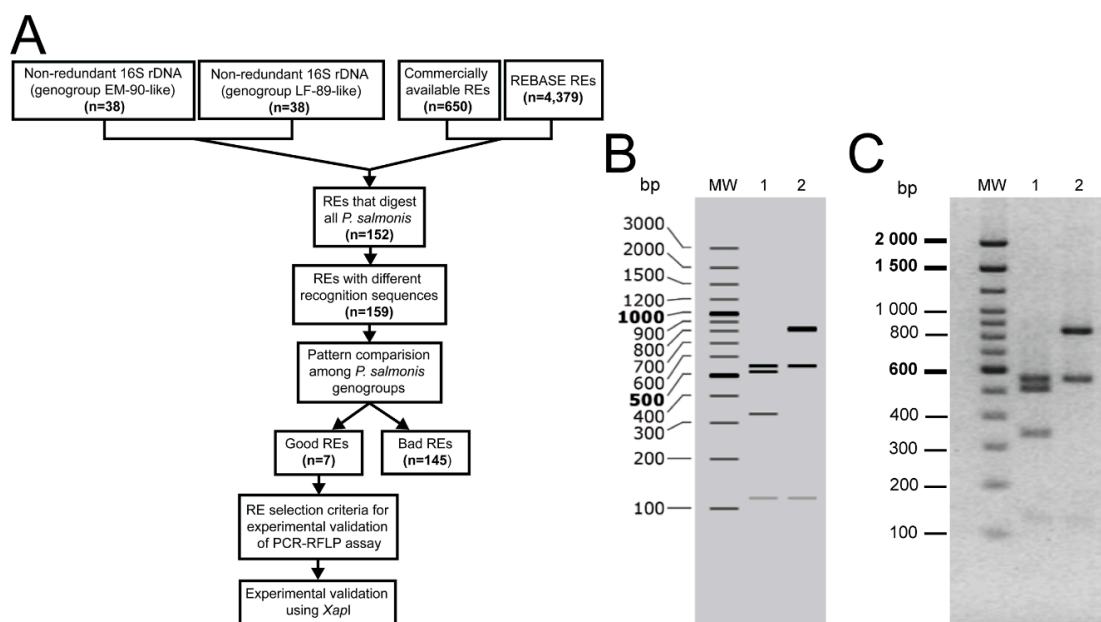 A
Non-redundant 16S rDNA
(genogroup EM-90-like)
(n=38)
Non-redundant 16S rDNA
(genogroup LF-89-like)
(n=38)
Commercially
available REs
(n=650)
REBASE REs
(n=4,379)
REs that digest
all P. salmonis
(n=152)
REs with different
recognition sequences
(n=159)
Pattern comparision
among P. salmonis
genogroups
Good REs
(n=7)
Bad REs
(n=145)
RE selection criteria for
experimental validation
of PCR-RFLP assay
Experimental validation
using XapI
B
bp MW 1 2
3000
2000
1500
1200
1000
900
800
700
600
500
400
300
200
100
C
bp MW 1 2
2 000
1 500
1 000
800
600
400
300
200
100